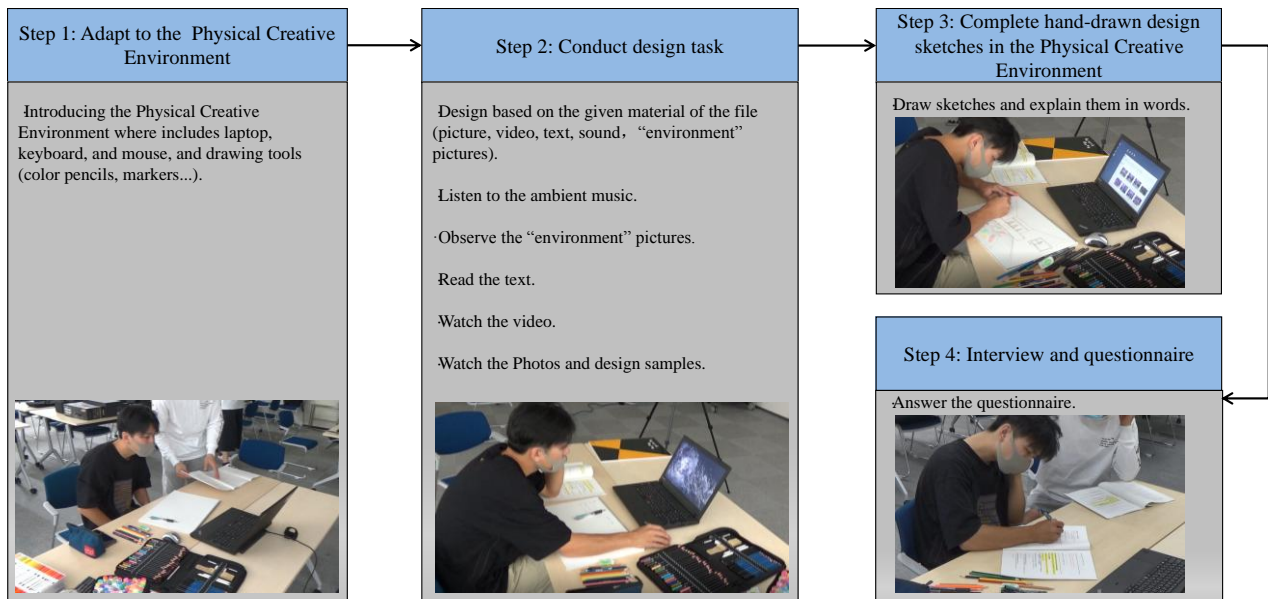 Step 1: Adapt to the Physical Creative
Environment
·Introducing the Physical Creative
Environment where includes laptop,
keyboard, and mouse, and drawing tools
(color pencils, markers...).
Step 2: Conduct design task
·Design based on the given material of the file
(picture, video, text, sound，“environment”
pictures).
·Listen to the ambient music.
·Observe the “environment” pictures.
·Read the text.
·Watch the video.
·Watch the Photos and design samples.
Step 3: Complete hand-drawn design
sketches in the Physical Creative
Environment
·Draw sketches and explain them in words.
Step 4: Interview and questionnaire
·Answer the questionnaire.